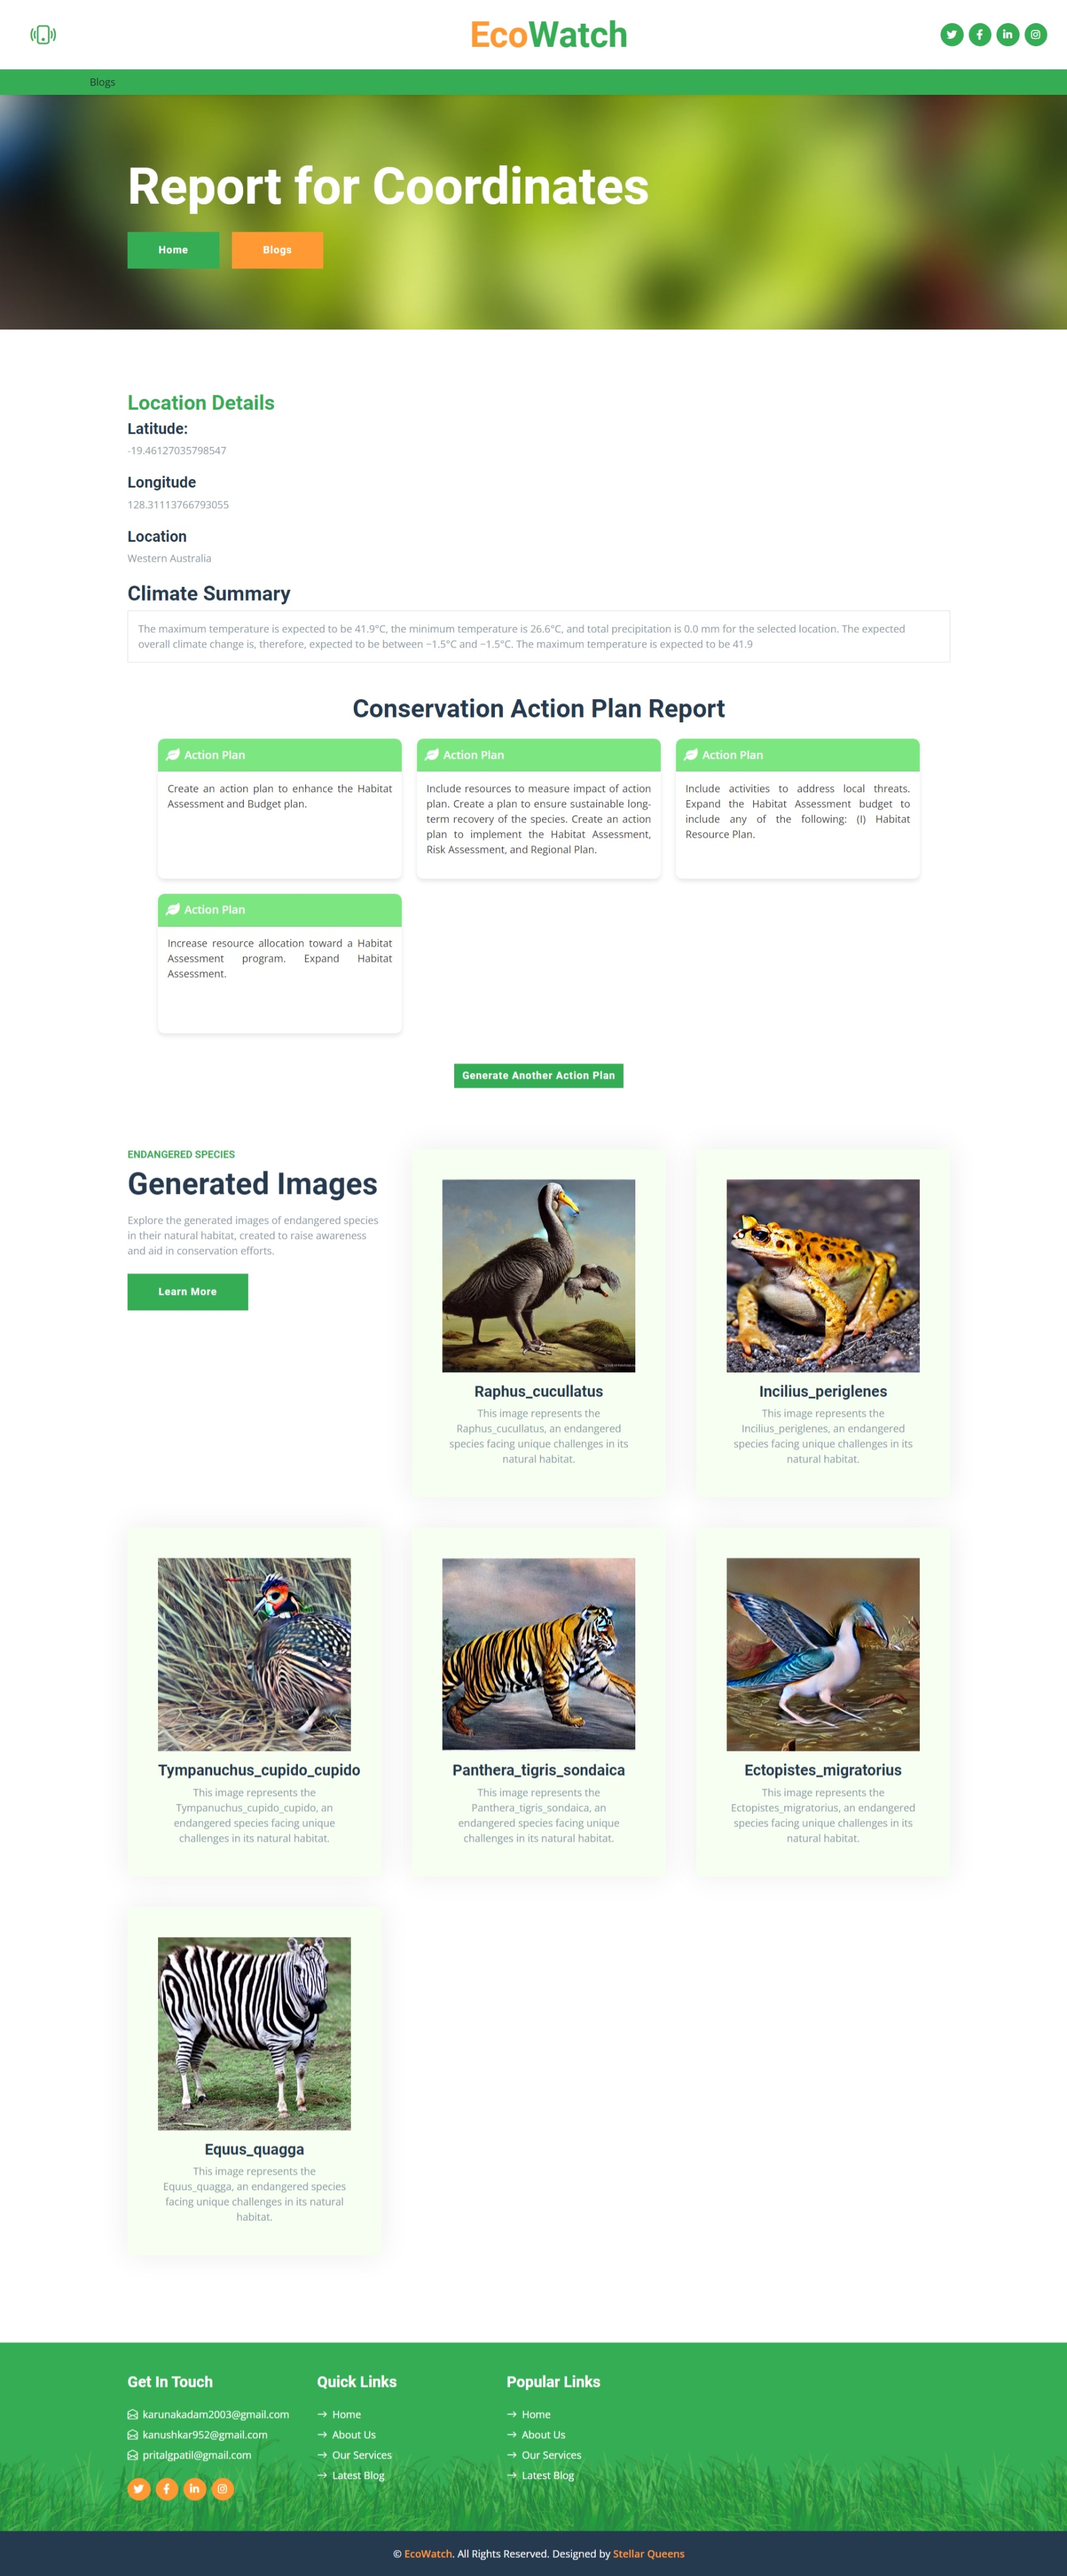 EcoWatch
Blogs
Report for Coordinates
Home
Blogs
Location Details
Latitude:
-19.46127035798547
Longitude
128.31113766793055
Location
Western Australia
Climate Summary
The maximum temperature is expected to be 41.9°C, the minimum temperature is 26.6°C, and total precipitation is 0.0 mm for the selected location. The expected
overall climate change is, therefore, expected to be between −1.5°C and −1.5°C. The maximum temperature is expected to be 41.9
Conservation Action Plan Report
Action Plan
Create an action plan to enhance the Habitat
Assessment and Budget plan.
Action Plan
Include resources to measure impact of action
plan. Create a plan to ensure sustainable long-
term recovery of the species. Create an action
plan to implement the Habitat Assessment,
Risk Assessment, and Regional Plan.
Action Plan
Include activities to address local threats.
Expand the Habitat Assessment budget to
include any of the following: (I) Habitat
Resource Plan.
Action Plan
Increase resource allocation toward a Habitat
Assessment program. Expand Habitat
Assessment.
Generate Another Action Plan
ENDANGERED SPECIES
Generated Images
Explore the generated images of endangered species
in their natural habitat, created to raise awareness
and aid in conservation efforts.
Learn More
Raphus_cucullatus
This image represents the
Raphus_cucullatus, an endangered
species facing unique challenges in its
natural habitat.
Incilius_periglenes
This image represents the
Incilius_periglenes, an endangered
species facing unique challenges in its
natural habitat.
Tympanuchus_cupido_cupido
This image represents the
Tympanuchus_cupido_cupido, an
endangered species facing unique
challenges in its natural habitat.
Panthera_tigris_sondaica
This image represents the
Panthera_tigris_sondaica, an
endangered species facing unique
challenges in its natural habitat.
Ectopistes_migratorius
This image represents the
Ectopistes_migratorius, an endangered
species facing unique challenges in its
natural habitat.
Equus_quagga
This image represents the
Equus_quagga, an endangered species
facing unique challenges in its natural
habitat.
Get In Touch
karunakadam2003@gmail.com
kanushkar952@gmail.com
pritalgpatil@gmail.com
Quick Links
Home
About Us
Our Services
Latest Blog
Popular Links
Home
About Us
Our Services
Latest Blog
© EcoWatch. All Rights Reserved. Designed by Stellar Queens